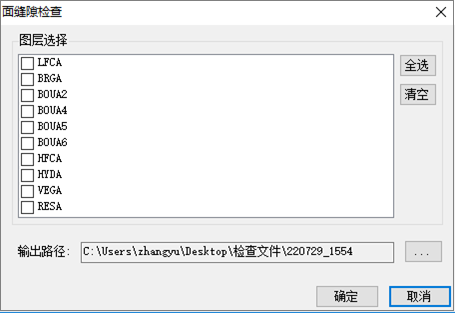 面缝隙检查
图层选择
LFCA
BRGA
BOUA2
BOUA4
BOUA5
BOUA6
HFCA
HYDA
VEGA
RESA
全选
清空
输出路径: C:\Users\zhangyu\Desktop\检查文件\220729_1554 ...
确定 取消